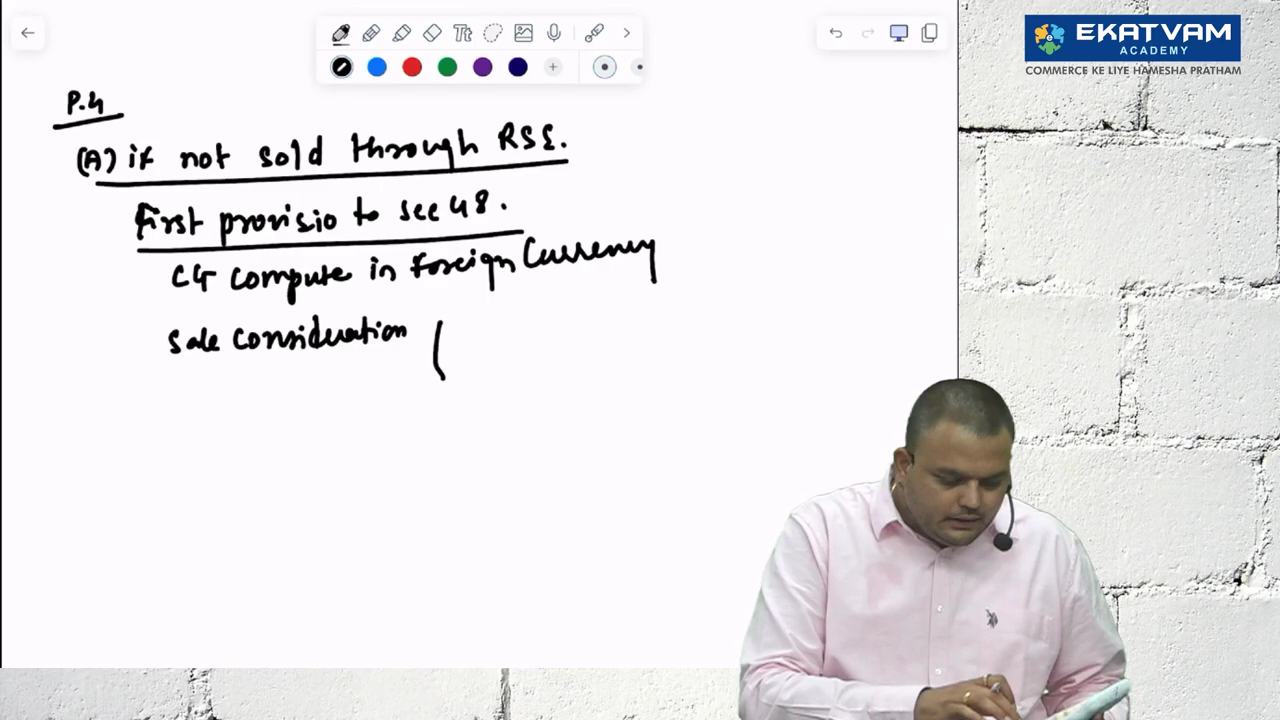 EKATVAM
ACADEMY
COMMERCE KE LIYE HAMESHA PRATHAM
Tt
P.4
(A) if not sold through RSE.
First provisio to sec 48.
CG compute in foreign Currency
Sale Consideration (